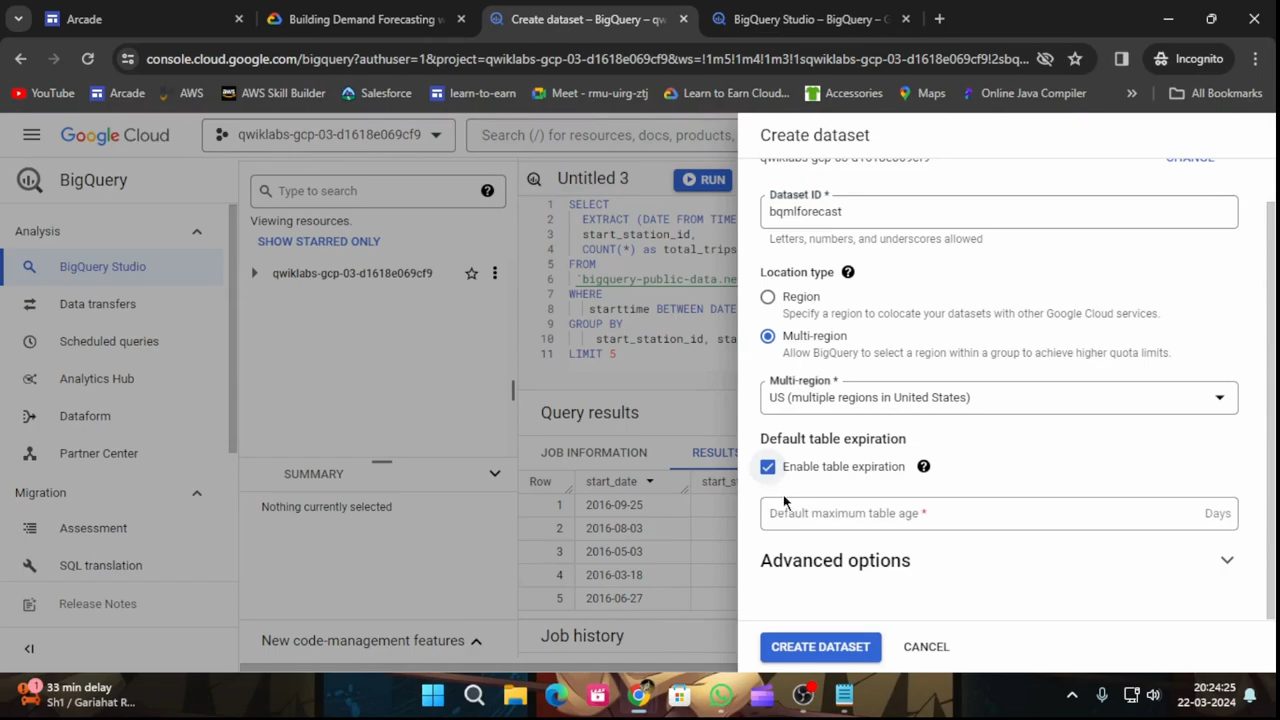 Arcade
Building Demand Forecasting w
Create dataset – BigQuery – qw
BigQuery Studio – BigQuery – G
console.cloud.google.com/bigquery?authuser=1&project=qwiklabs-gcp-03-d1618e069cf9&ws=!1m5!1m4!1m3!1sqwiklabs-gcp-03-d1618e069cf9!2sbq...
Incognito
YouTube
Arcade
AWS
AWS Skill Builder
Salesforce
learn-to-earn
Meet - rmu-uirg-ztj
Learn to Earn Cloud...
Accessories
Maps
Online Java Compiler
All Bookmarks
Google Cloud
qwiklabs-gcp-03-d1618e069cf9
Search (/) for resources, docs, products,
BigQuery
Analysis
BigQuery Studio
Data transfers
Scheduled queries
Analytics Hub
Dataform
Partner Center
Migration
Assessment
SQL translation
Release Notes
Type to search
Viewing resources.
SHOW STARRED ONLY
qwiklabs-gcp-03-d1618e069cf9
SUMMARY
Nothing currently selected
New code-management features
Untitled 3
RUN
1 SELECT
2 EXTRACT (DATE FROM TIME
3 start_station_id,
4 COUNT(*) as total_trips
5 FROM
6 `bigquery-public-data.ne
7 WHERE
8 starttime BETWEEN DATE
9 GROUP BY
10 start_station_id, sta
11 LIMIT 5
Query results
JOB INFORMATION
RESULTS
Row start_date start_s
1 2016-09-25
2 2016-08-03
3 2016-05-03
4 2016-03-18
5 2016-06-27
Job history
Create dataset
qwiklabs-gcp-03-d1618e069cf9
CHANGE
Dataset ID *
bqmlforecast
Letters, numbers, and underscores allowed
Location type
Region
Specify a region to colocate your datasets with other Google Cloud services.
Multi-region
Allow BigQuery to select a region within a group to achieve higher quota limits.
Multi-region *
US (multiple regions in United States)
Default table expiration
Enable table expiration
Default maximum table age *
Days
Advanced options
CREATE DATASET
CANCEL
1
33 min delay
Sh1 / Gariahat R...
20:24:25
22-03-2024